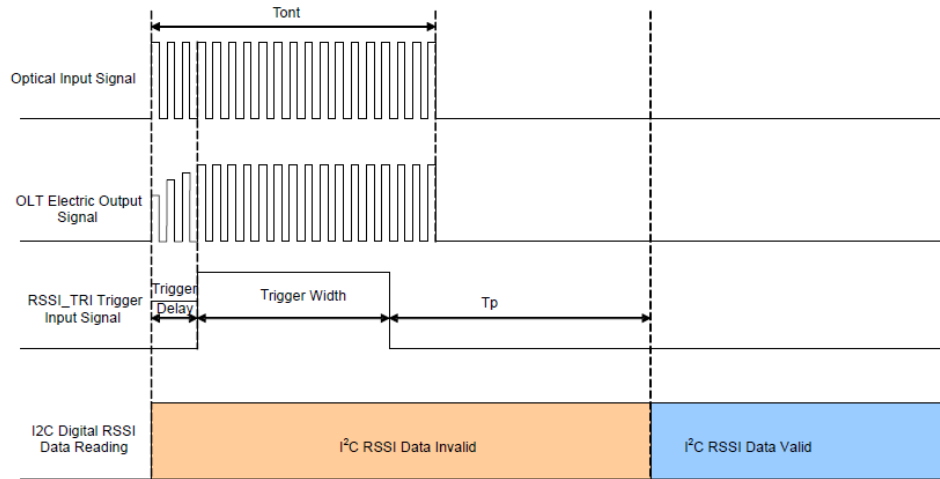 Tont
Optical Input Signal
OLT Electric Output
Signal
RSSI_TRI Trigger
Input Signal
Trigger
Delay
Trigger Width
Tp
I2C Digital RSSI
Data Reading
I²C RSSI Data Invalid
I²C RSSI Data Valid